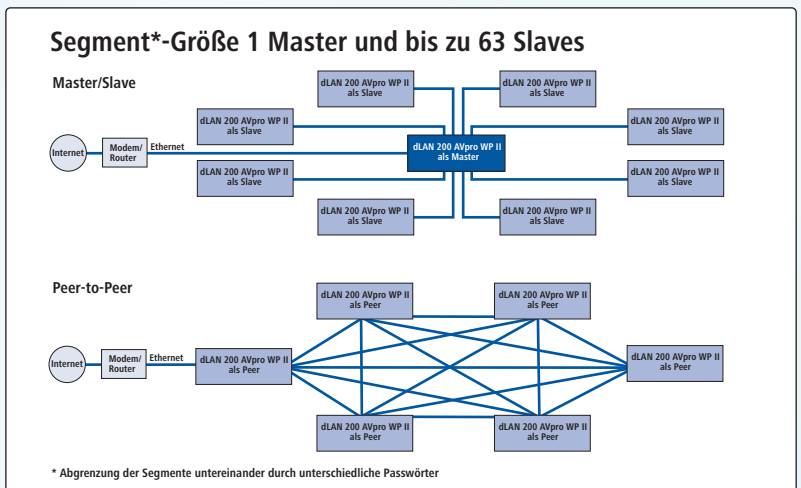 Segment*-Größe 1 Master und bis zu 63 Slaves
Master/Slave
dLAN 200 AVpro WP II
als Slave
dLAN 200 AVpro WP II
als Slave
dLAN 200 AVpro WP II
als Slave
dLAN 200 AVpro WP II
als Slave
Internet
Modem/
Router
Ethernet
dLAN 200 AVpro WP II
als Master
dLAN 200 AVpro WP II
als Slave
dLAN 200 AVpro WP II
als Slave
dLAN 200 AVpro WP II
als Slave
dLAN 200 AVpro WP II
als Slave
Peer-to-Peer
dLAN 200 AVpro WP II
als Peer
dLAN 200 AVpro WP II
als Peer
Internet
Modem/
Router
Ethernet
dLAN 200 AVpro WP II
als Peer
dLAN 200 AVpro WP II
als Peer
dLAN 200 AVpro WP II
als Peer
dLAN 200 AVpro WP II
als Peer
* Abgrenzung der Segmente untereinander durch unterschiedliche Passwörter